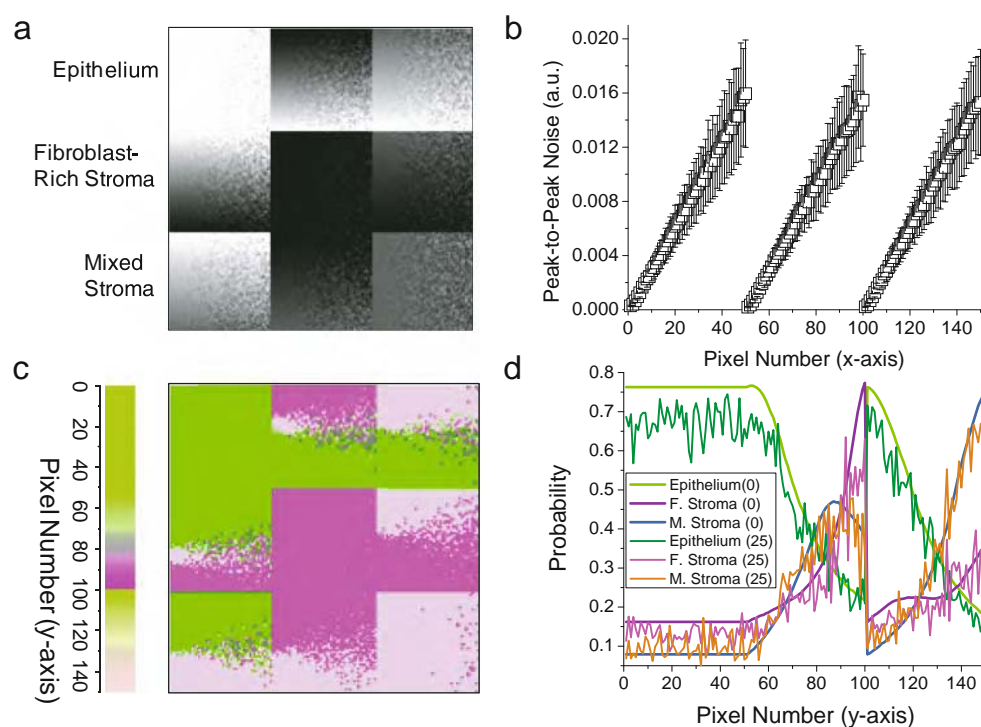 a
Epithelium
Fibroblast-
Rich Stroma
Mixed
Stroma
b
Peak-to-Peak Noise (a.u.)
0.020
0.016
0.012
0.008
0.004
0.000
0 20 40 60 80 100 120 140
Pixel Number (x-axis)
c
Pixel Number (y-axis)
0
20
40
60
80
100
120
140
d
Probability
0.8
0.7
0.6
0.5
0.4
0.3
0.2
0.1
Epithelium(0)
F. Stroma (0)
M. Stroma (0)
Epithelium (25)
F. Stroma (25)
M. Stroma (25)
0 20 40 60 80 100 120 140
Pixel Number (y-axis)